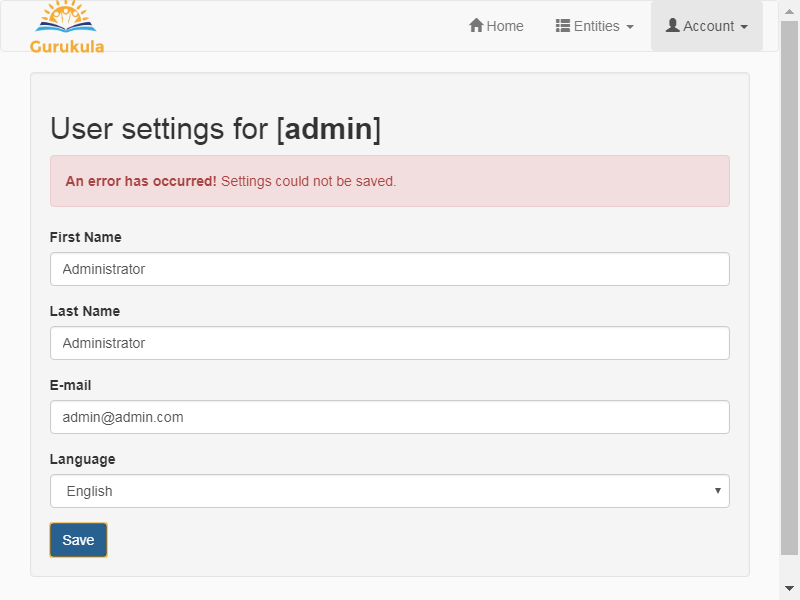 Gurukula
Home
Entities
Account
User settings for [admin]
An error has occurred! Settings could not be saved.
First Name
Administrator
Last Name
Administrator
E-mail
admin@admin.com
Language
English
Save